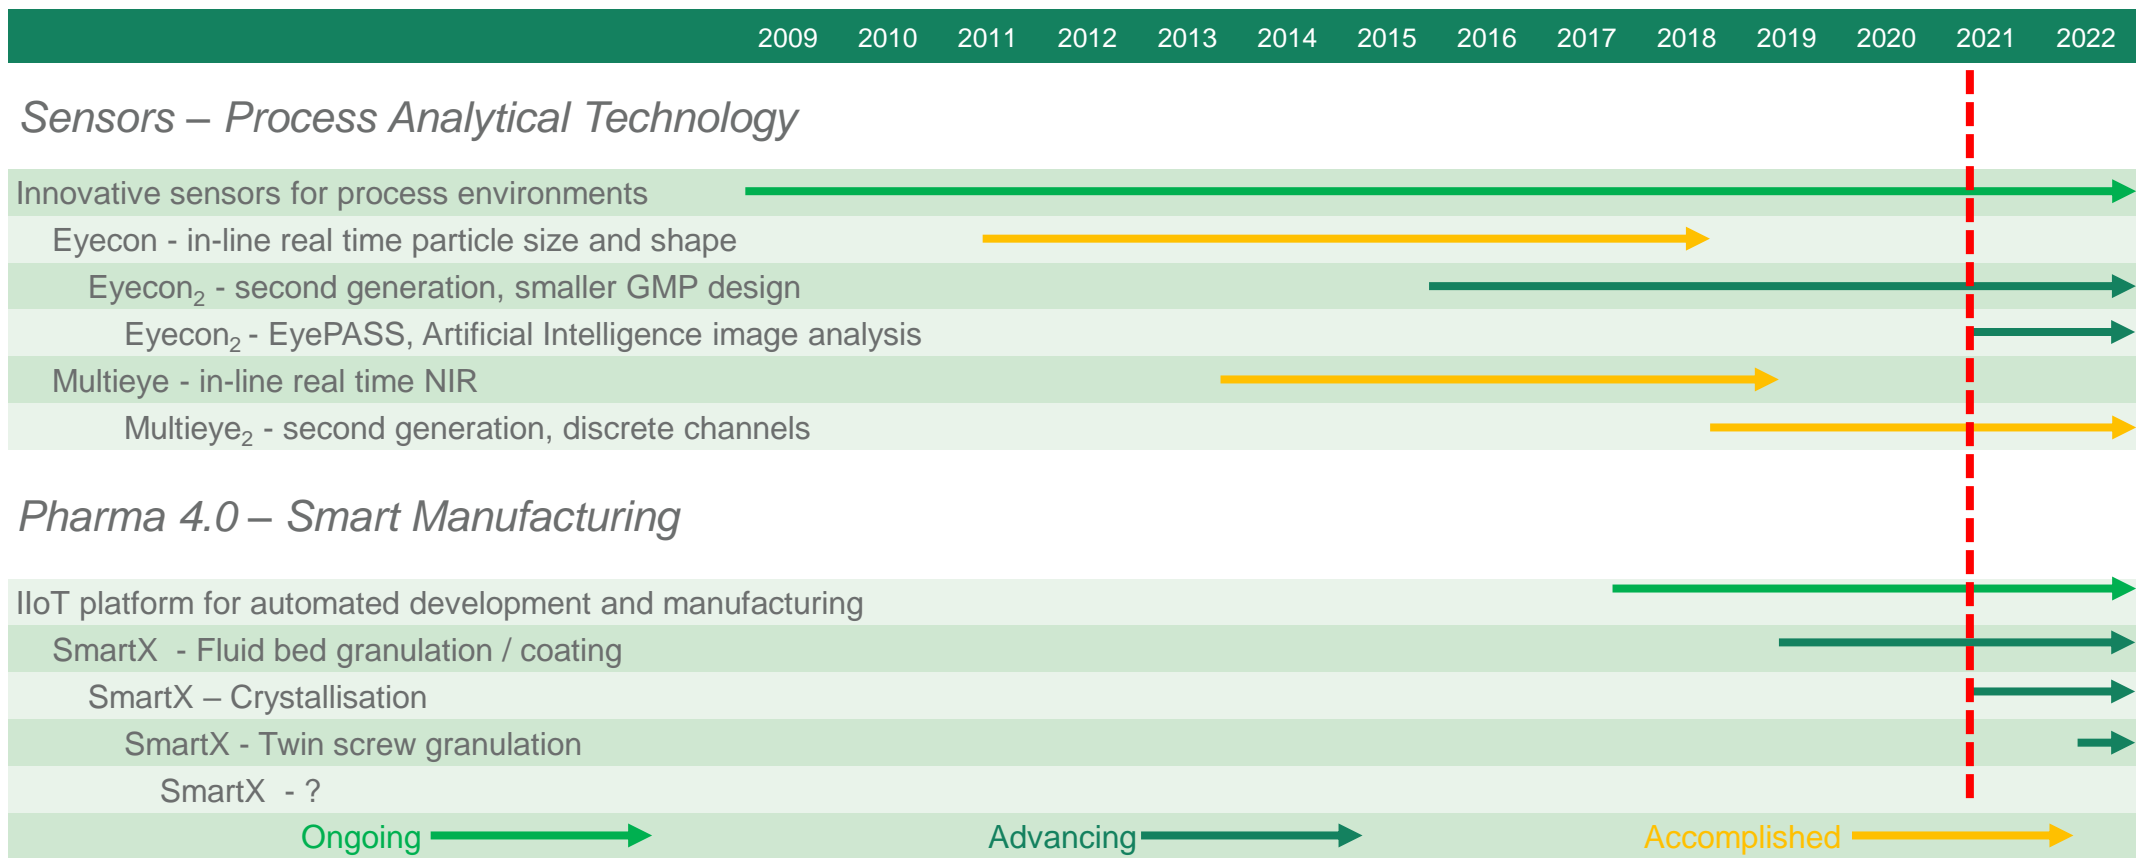 2009 2010 2011 2012 2013 2014 2015 2016 2017 2018 2019 2020 2021 2022
Sensors – Process Analytical Technology
Innovative sensors for process environments
Eyecon - in-line real time particle size and shape
Eyecon₂ - second generation, smaller GMP design
Eyecon₂ - EyePASS, Artificial Intelligence image analysis
Multieye - in-line real time NIR
Multieye₂ - second generation, discrete channels
Pharma 4.0 – Smart Manufacturing
IIoT platform for automated development and manufacturing
SmartX - Fluid bed granulation / coating
SmartX – Crystallisation
SmartX - Twin screw granulation
SmartX - ?
Ongoing Advancing Accomplished